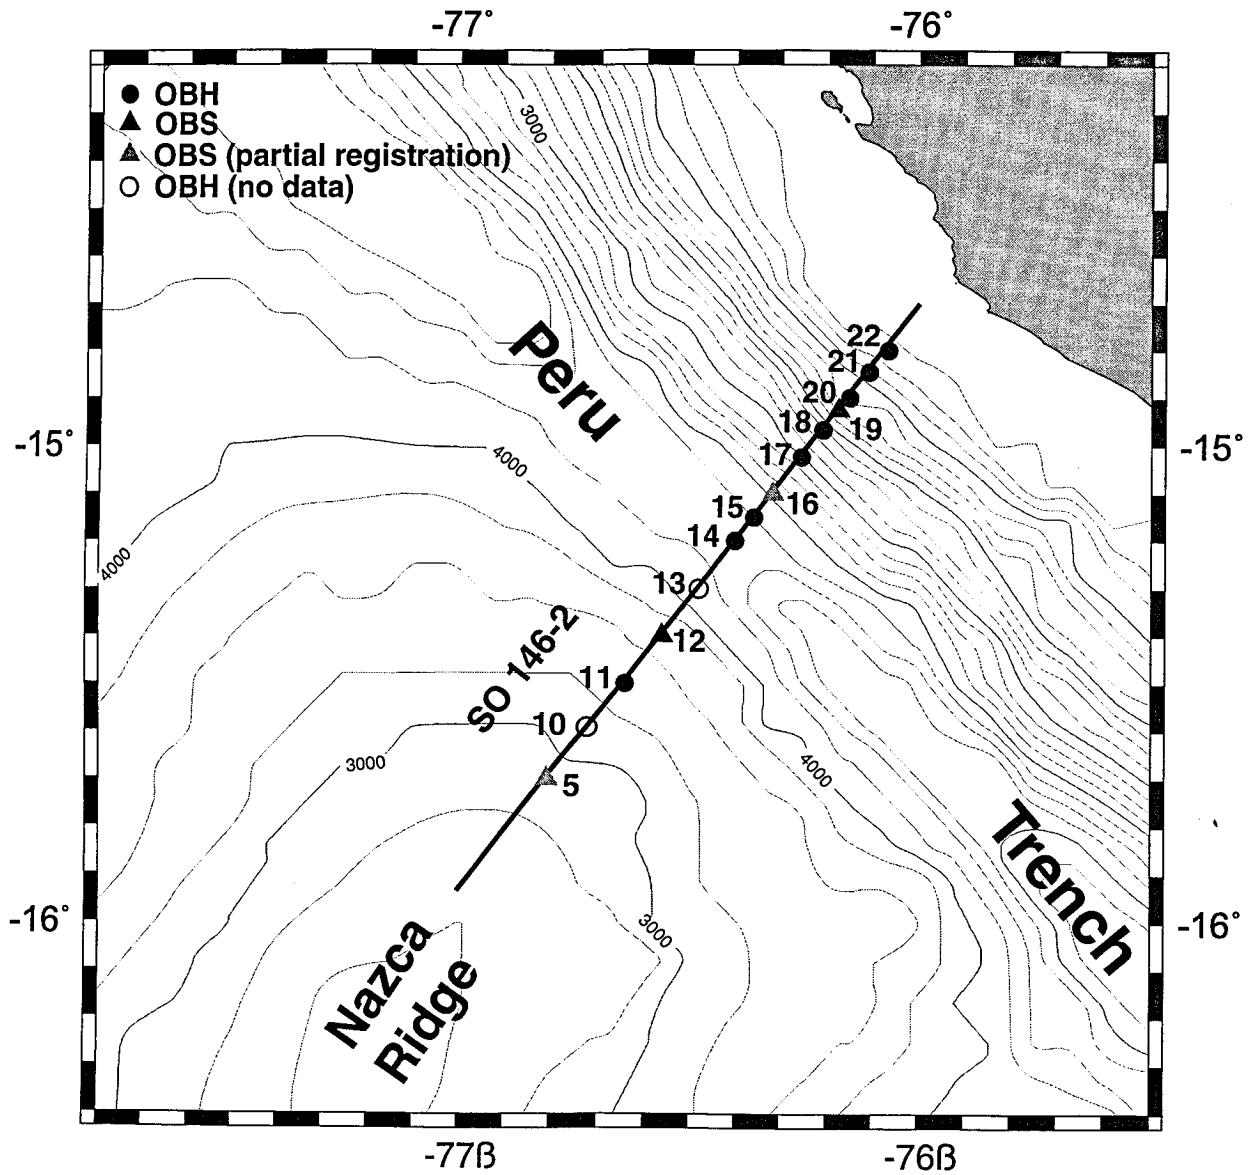 -77° -76°
OBH
OBS
OBS (partial registration)
OBH (no data)
3000
Peru
22
21
20
19
18
-15° -15°
17
4000
16
15
14
4000
13
12
SO 146-2
11
10
3000
4000
5
Trench
-16° -16°
3000
Nazca
Ridge
-77ß -76ß